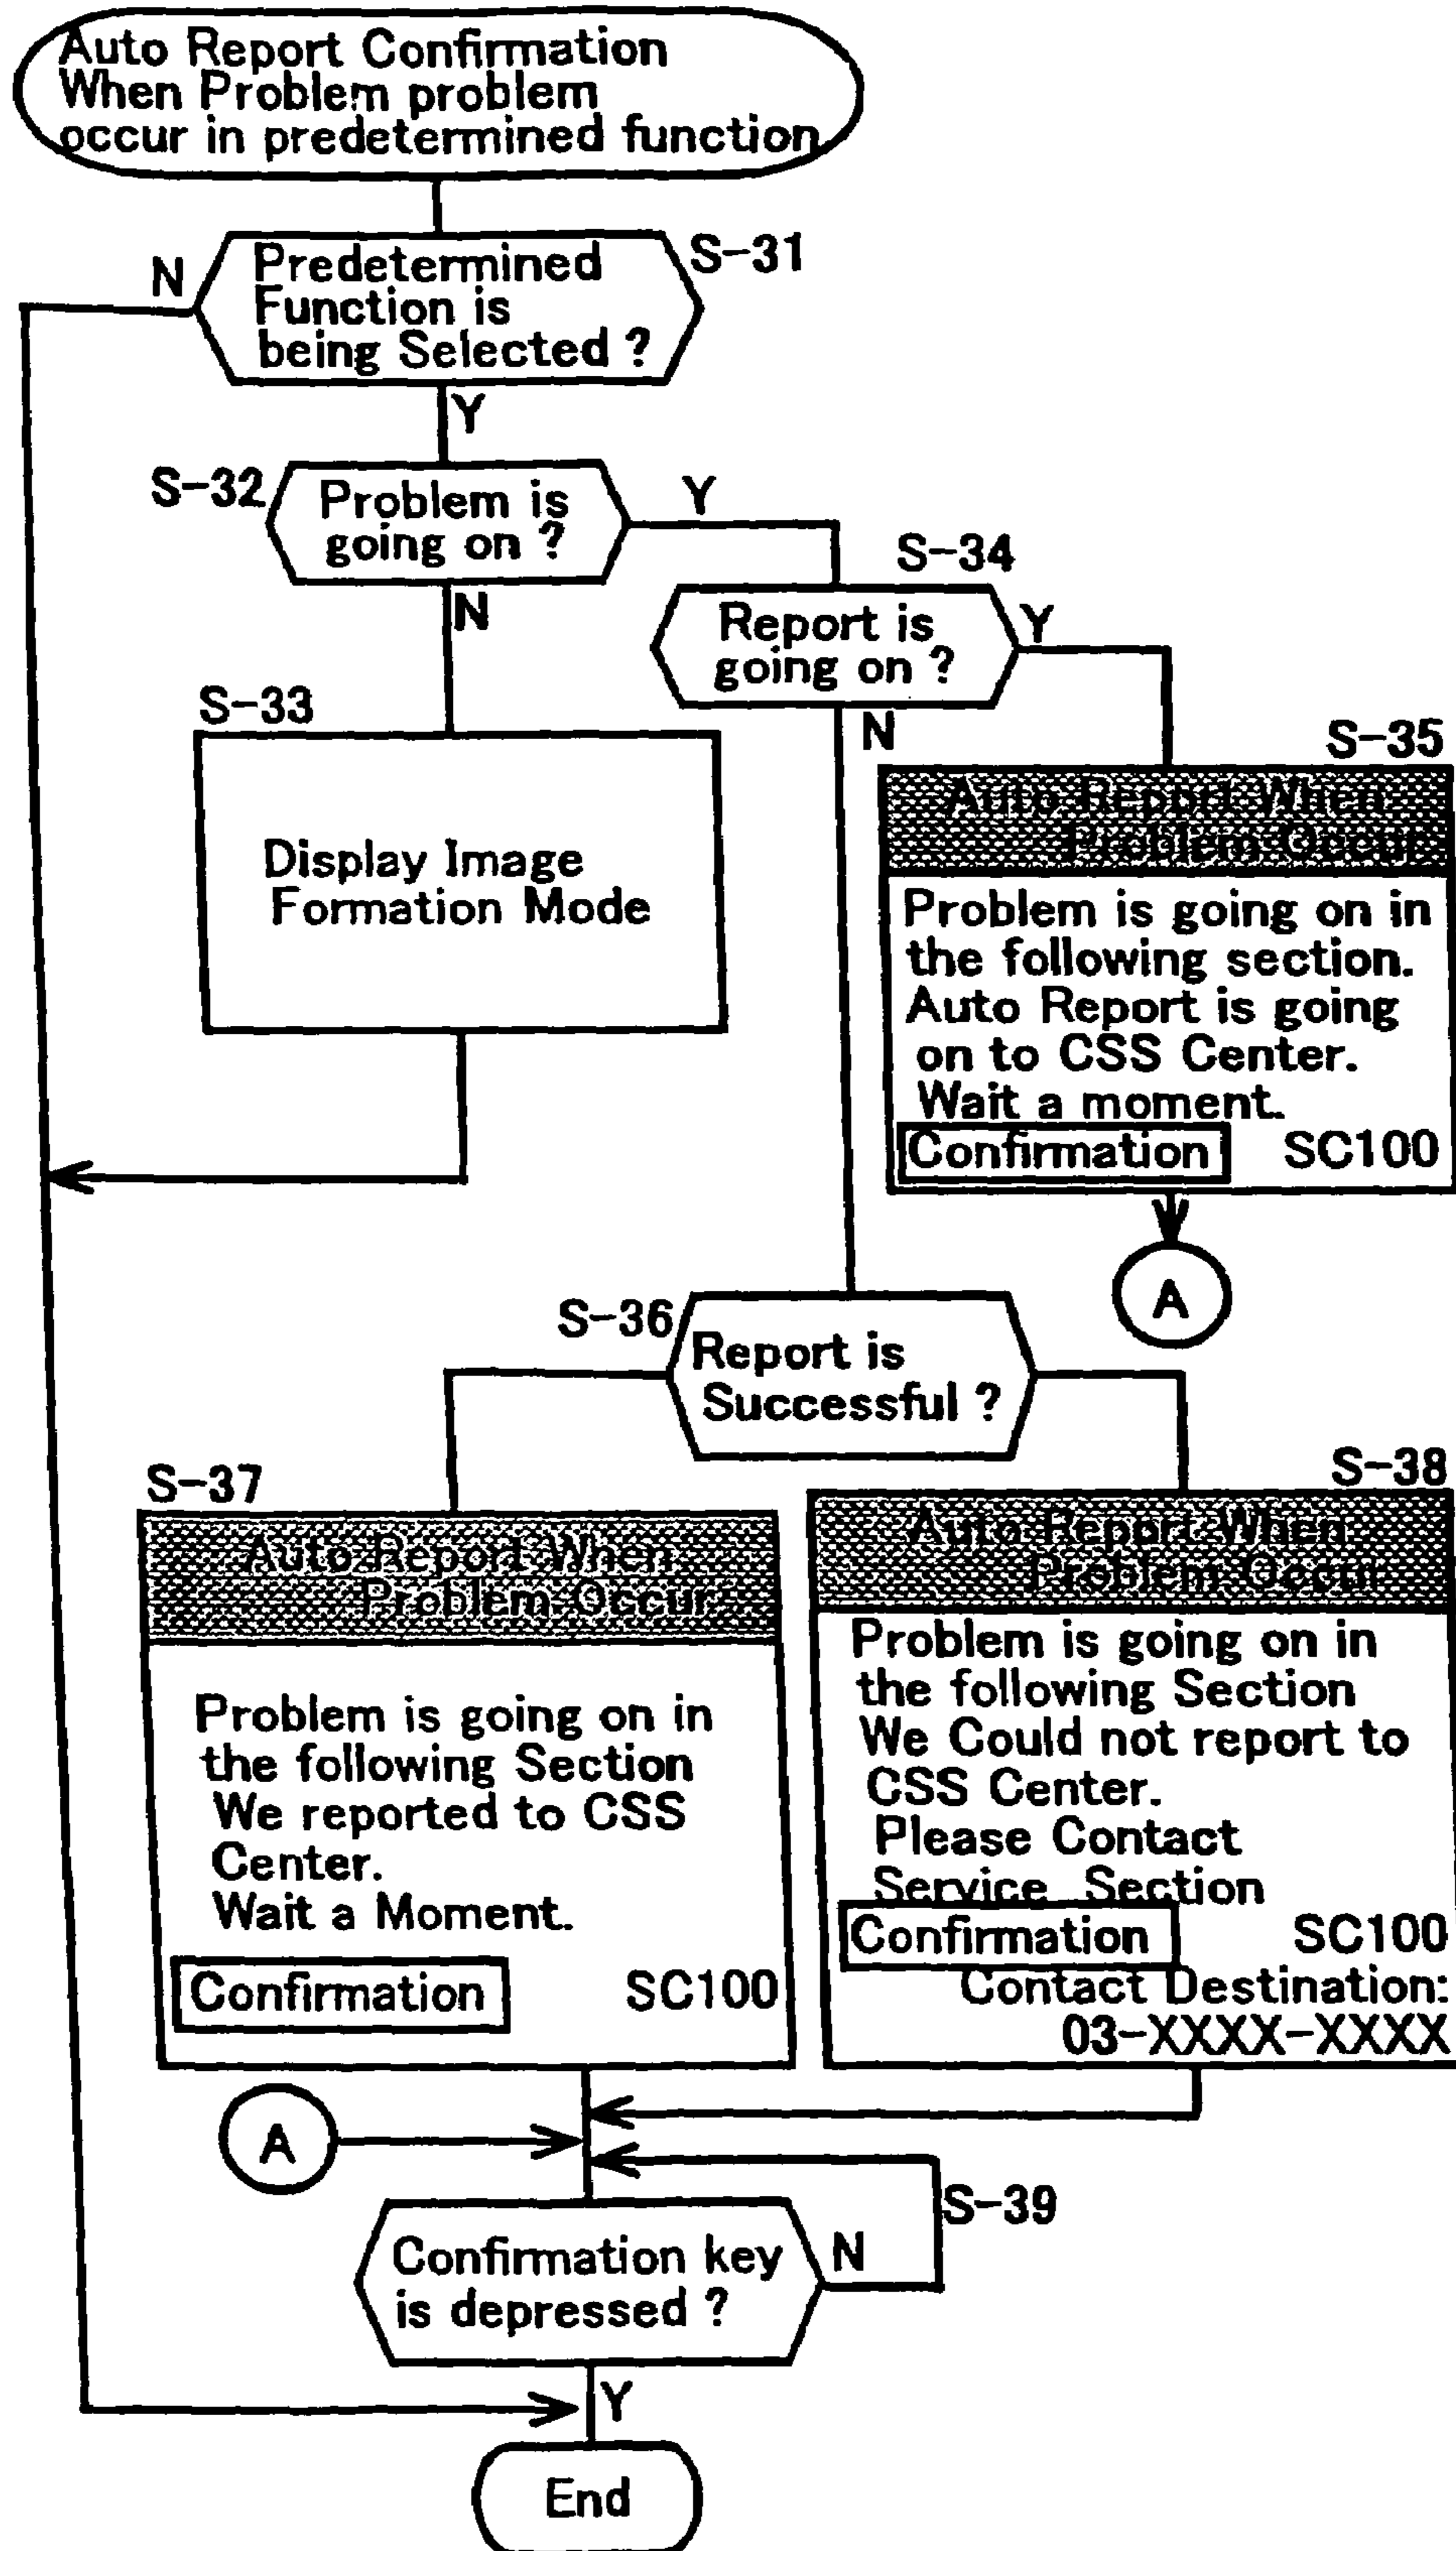 Auto Report Confirmation
When Problem problem
occur in predetermined function
S-31
N
Predetermined
Function is
being Selected ?
Y
S-32
Problem is
going on ?
Y
N
S-34
Report is
going on ?
Y
N
S-33
Display Image
Formation Mode
S-35
Auto Report When
Problem Occur
Problem is going on in
the following section.
Auto Report is going
on to CSS Center.
Wait a moment.
Confirmation SC100
A
S-36
Report is
Successful ?
S-37
Auto Report When
Problem Occur
Problem is going on in
the following Section
We reported to CSS
Center.
Wait a Moment.
Confirmation SC100
S-38
Auto Report When
Problem Occur
Problem is going on in
the following Section
We Could not report to
CSS Center.
Please Contact
Service Section
Confirmation SC100
Contact Destination:
03-XXXX-XXXX
A
S-39
Confirmation key
is depressed ?
N
Y
End